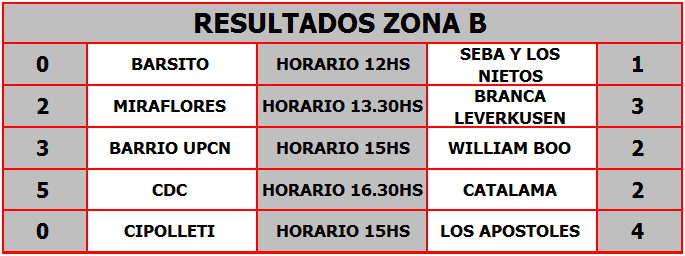 RESULTADOS ZONA B
0 BARSITO HORARIO 12HS SEBA Y LOS NIETOS 1
2 MIRAFLORES HORARIO 13.30HS BRANCA LEVERKUSEN 3
3 BARRIO UPCN HORARIO 15HS WILLIAM BOO 2
5 CDC HORARIO 16.30HS CATALAMA 2
0 CIPOLLETI HORARIO 15HS LOS APOSTOLES 4